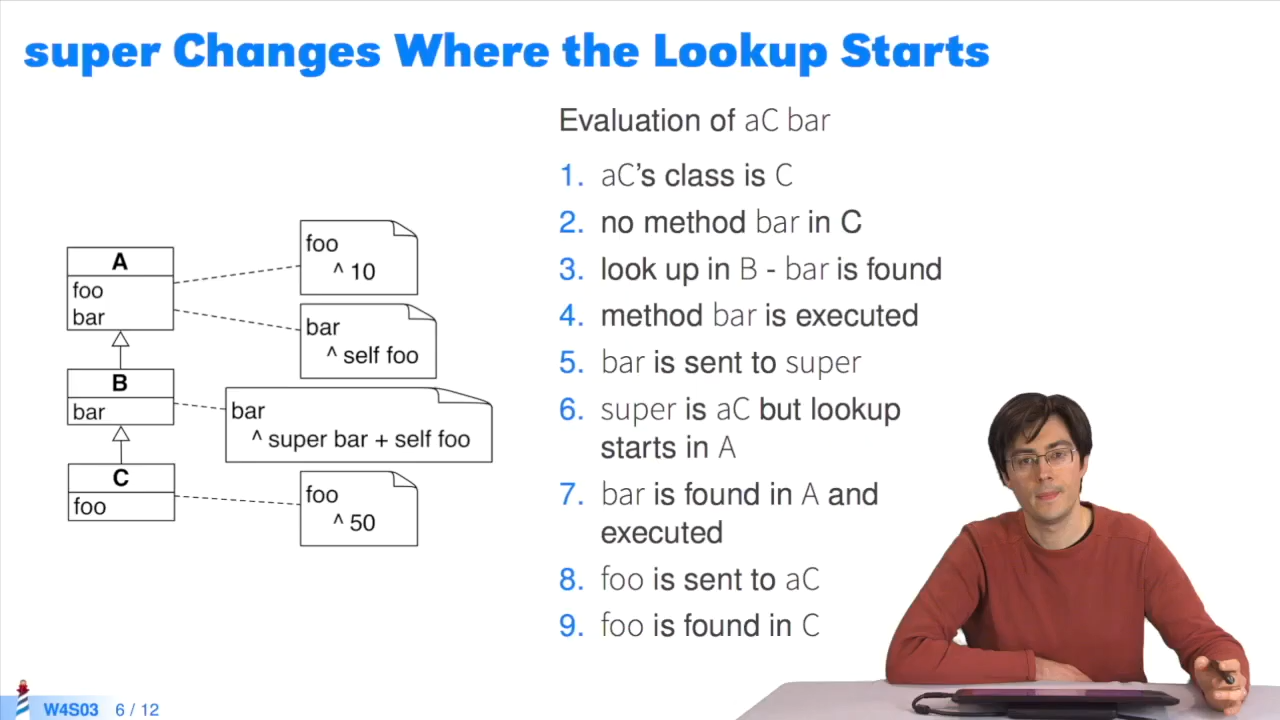 super Changes Where the Lookup Starts
A
foo
bar
B
bar
C
foo
foo
^ 10
bar
^ self foo
bar
^ super bar + self foo
foo
^ 50
Evaluation of aC bar
1. aC’s class is C
2. no method bar in C
3. look up in B - bar is found
4. method bar is executed
5. bar is sent to super
6. super is aC but lookup
starts in A
7. bar is found in A and
executed
8. foo is sent to aC
9. foo is found in C
W4S03 6 / 12